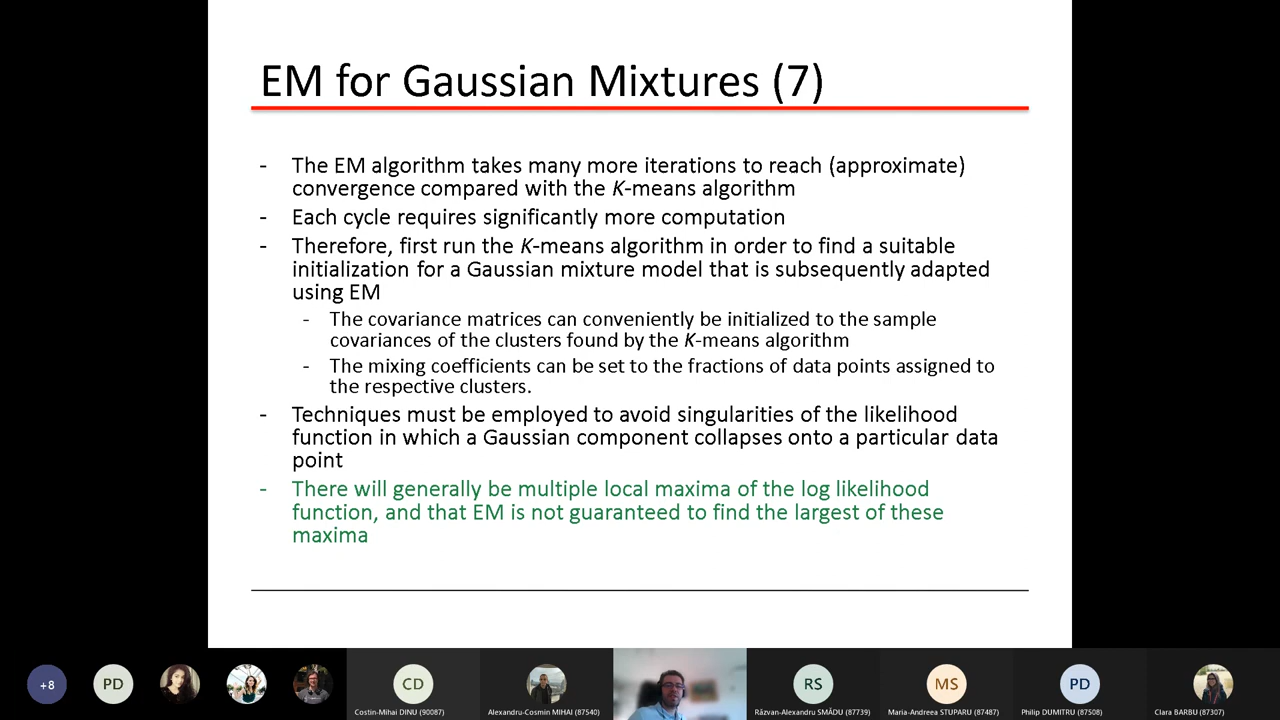 EM for Gaussian Mixtures (7)
- The EM algorithm takes many more iterations to reach (approximate)
convergence compared with the K-means algorithm
- Each cycle requires significantly more computation
- Therefore, first run the K-means algorithm in order to find a suitable
initialization for a Gaussian mixture model that is subsequently adapted
using EM
- The covariance matrices can conveniently be initialized to the sample
covariances of the clusters found by the K-means algorithm
- The mixing coefficients can be set to the fractions of data points assigned to
the respective clusters.
- Techniques must be employed to avoid singularities of the likelihood
function in which a Gaussian component collapses onto a particular data
point
- There will generally be multiple local maxima of the log likelihood
function, and that EM is not guaranteed to find the largest of these
maxima
+8
PD
CD
RS
MS
PD
Costin-Mihai DINU (90087)
Alexandru-Cosmin MIHAI (87540)
Răzvan-Alexandru SMĂDU (87739)
Maria-Andreea STUPARU (87487)
Philip DUMITRU (87508)
Clara BARBU (87307)